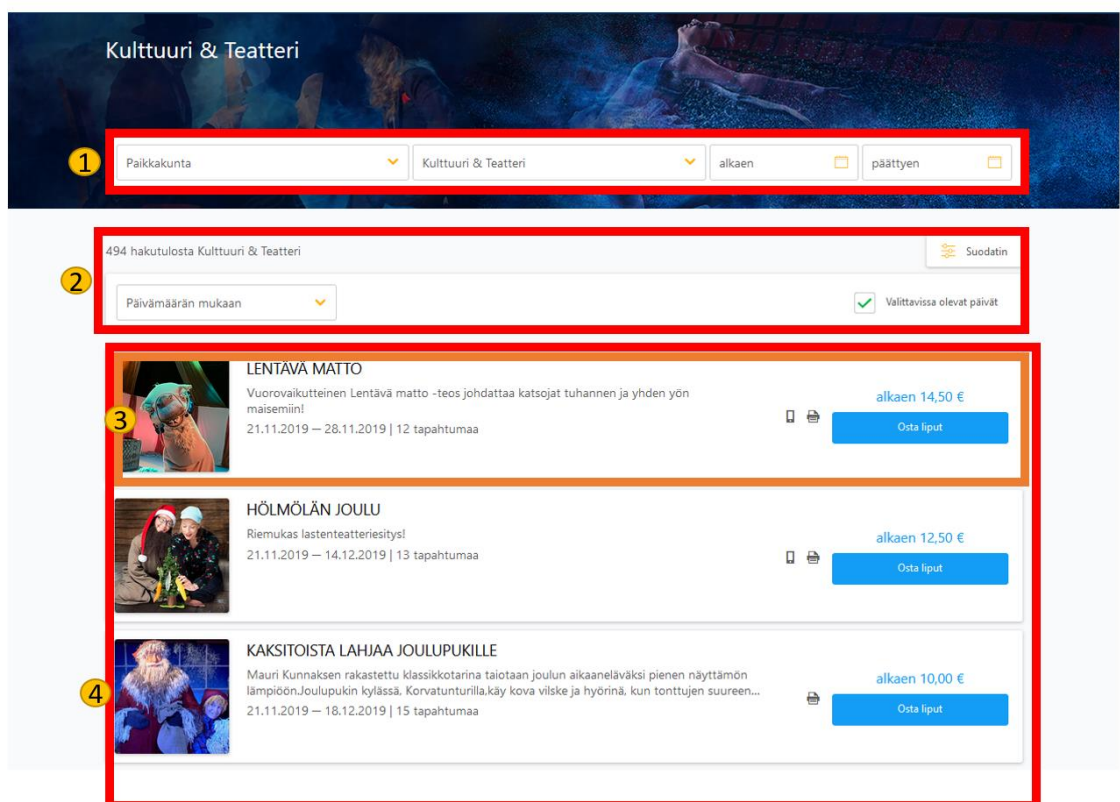 Kulttuuri & Teatteri
1
Paikkakunta
Kulttuuri & Teatteri
alkaen
päättyen
494 hakutulosta Kulttuuri & Teatteri
Suodatin
2
Päivämäärän mukaan
Valittavissa olevat päivät
3
LENTÄVÄ MATTO
Vuorovaikutteinen Lentävä matto -teos johdattaa katsojat tuhannen ja yhden yön
maisemiin!
21.11.2019 — 28.11.2019 | 12 tapahtumaa
alkaen 14,50 €
Osta liput
HÖLMÖLÄN JOULU
Riemukas lastenteatteriesitys!
21.11.2019 — 14.12.2019 | 13 tapahtumaa
alkaen 12,50 €
Osta liput
4
KAKSITOISTA LAHJAA JOULUPUKILLE
Mauri Kunnaksen rakastettu klassikkotarina taiotaan joulun aikaaneläväksi pienen näyttämön
lämpöön.Joulupukin kylässä, Korvatunturilla,käy kova vilske ja hyörinä, kun tonttujen suureen...
21.11.2019 — 18.12.2019 | 15 tapahtumaa
alkaen 10,00 €
Osta liput